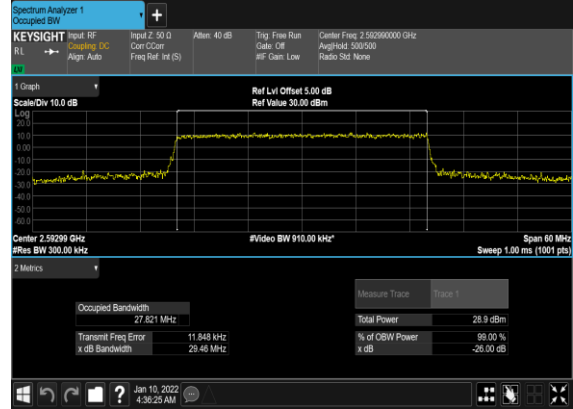 Spectrum Analyzer 1
Occupied BW
KEYSIGHT Input: RF Input Z: 50 Ω Atten: 40 dB Trig: Free Run Center Freq: 2.592990000 GHz
RL Coupling: DC Corr CCorr Gate: Off Avg|Hold: 500/500
Align: Auto Freq Ref: Int (S) #IF Gain: Low Radio Std: None
LM
1 Graph Ref Lvl Offset 5.00 dB
Scale/Div 10.0 dB Ref Value 30.00 dBm
Log
20.0
10.0
0.00
-10.0
-20.0
-30.0
-40.0
-50.0
-60.0
Center 2.59299 GHz #Video BW 910.00 kHz* Span 60 MHz
#Res BW 300.00 kHz Sweep 1.00 ms (1001 pts)
2 Metrics
Measure Trace Trace 1
Occupied Bandwidth
27.821 MHz Total Power 28.9 dBm
Transmit Freq Error 11.848 kHz % of OBW Power 99.00 %
x dB Bandwidth 29.46 MHz x dB -26.00 dB
Jan 10, 2022
4:36:25 AM